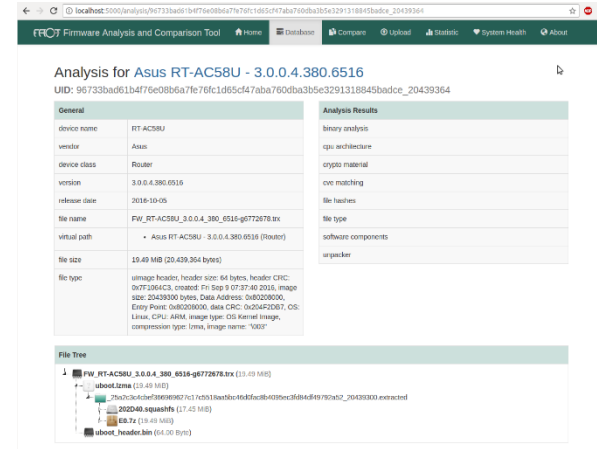 localhost:5000/analysis/96733bad61b4f76e08b6a7fe76fc1d65cf47aba760dba3b5e3291318845badce_20439364
FACT Firmware Analysis and Comparison Tool Home Database Compare Upload Statistic System Health About
Analysis for Asus RT-AC58U - 3.0.0.4.380.6516
UID: 96733bad61b4f76e08b6a7fe76fc1d65cf47aba760dba3b5e3291318845badce_20439364
General
device name RT-AC58U
vendor Asus
device class Router
version 3.0.0.4.380.6516
release date 2016-10-05
file name FW_RT-AC58U_3.0.0.4_380_6516-g6772678.trx
virtual path • Asus RT-AC58U - 3.0.0.4.380.6516 (Router)
file size 19.49 MiB (20,439,364 bytes)
file type uImage header, header size: 64 bytes, header CRC:
0x7F1064C3, created: Fri Sep 9 07:37:40 2016, image
size: 20439300 bytes, Data Address: 0x80208000,
Entry Point: 0x80208000, data CRC: 0x204F2DB7, OS:
Linux, CPU: ARM, image type: OS Kernel Image,
compression type: lzma, image name: "\003"
Analysis Results
binary analysis
cpu architecture
crypto material
cve matching
file hashes
file type
software components
unpacker
File Tree
FW_RT-AC58U_3.0.0.4_380_6516-g6772678.trx (19.49 MiB)
uboot.lzma (19.49 MiB)
202D40.squashfs (17.45 MiB)
E0.7z (19.49 MiB)
uboot_header.bin (64.00 Byte)